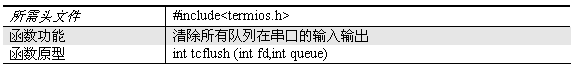 所需头文件 #include<termios.h>
函数功能 清除所有队列在串口的输入输出
函数原型 int tcflush (int fd,int queue)